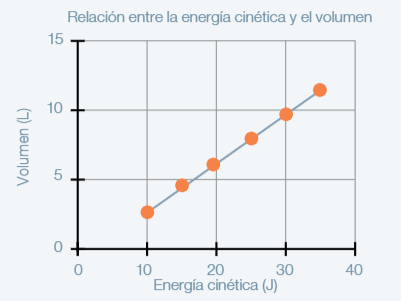 Relación entre la energía cinética y el volumen
15
10
5
0
Volumen (L)
0 10 20 30 40
Energía cinética (J)